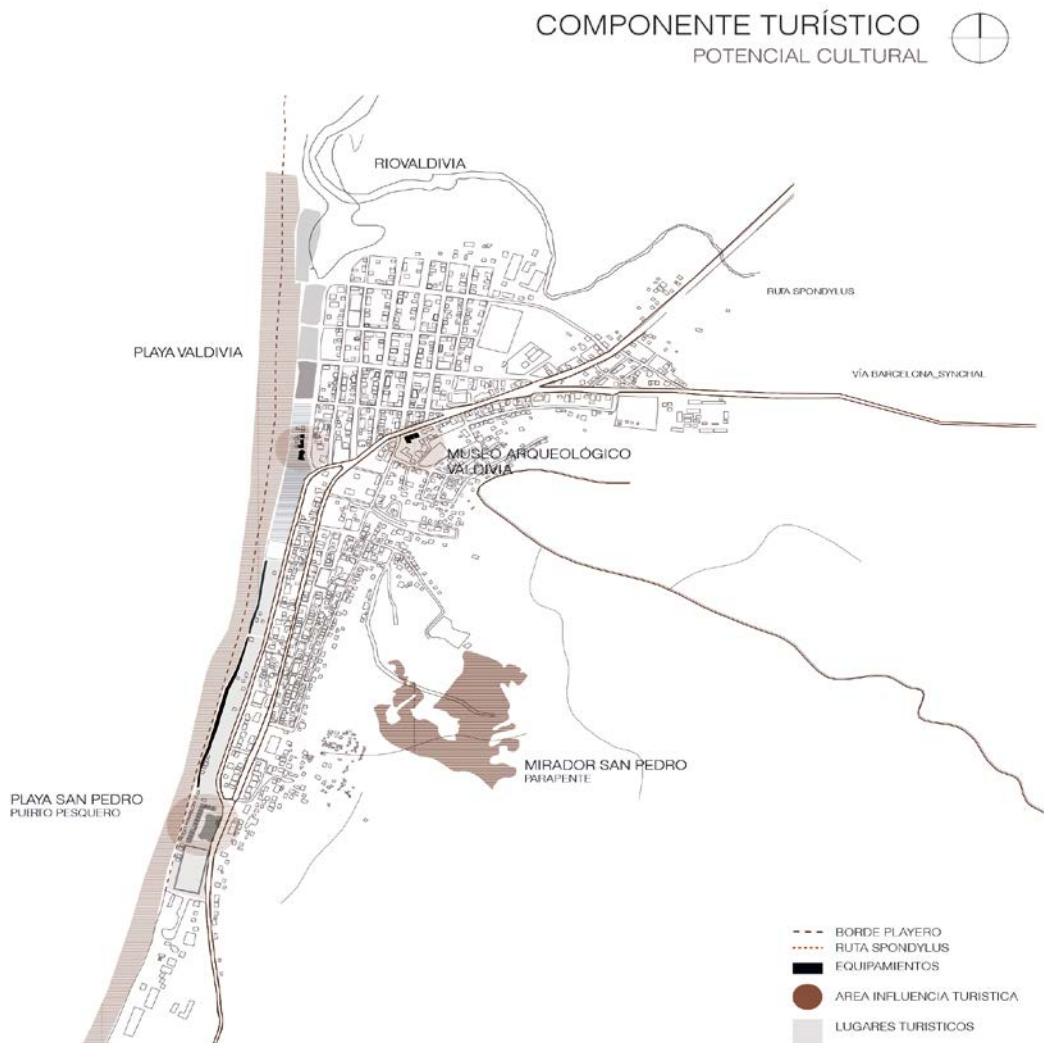 COMPONENTE TURÍSTICO
POTENCIAL CULTURAL
RIOVALDIVIA
RUTA SPONDYLUS
PLAYA VALDIVIA
VÍA BARCELONA_SYNCHAL
MUSEO ARQUEOLÓGICO
VALDIVIA
MIRADOR SAN PEDRO
PARAPENTE
PLAYA SAN PEDRO
PUERTO PESQUERO
BORDE PLAYERO
RUTA SPONDYLUS
EQUIPAMIENTOS
AREA INFLUENCIA TURISTICA
LUGARES TURISTICOS